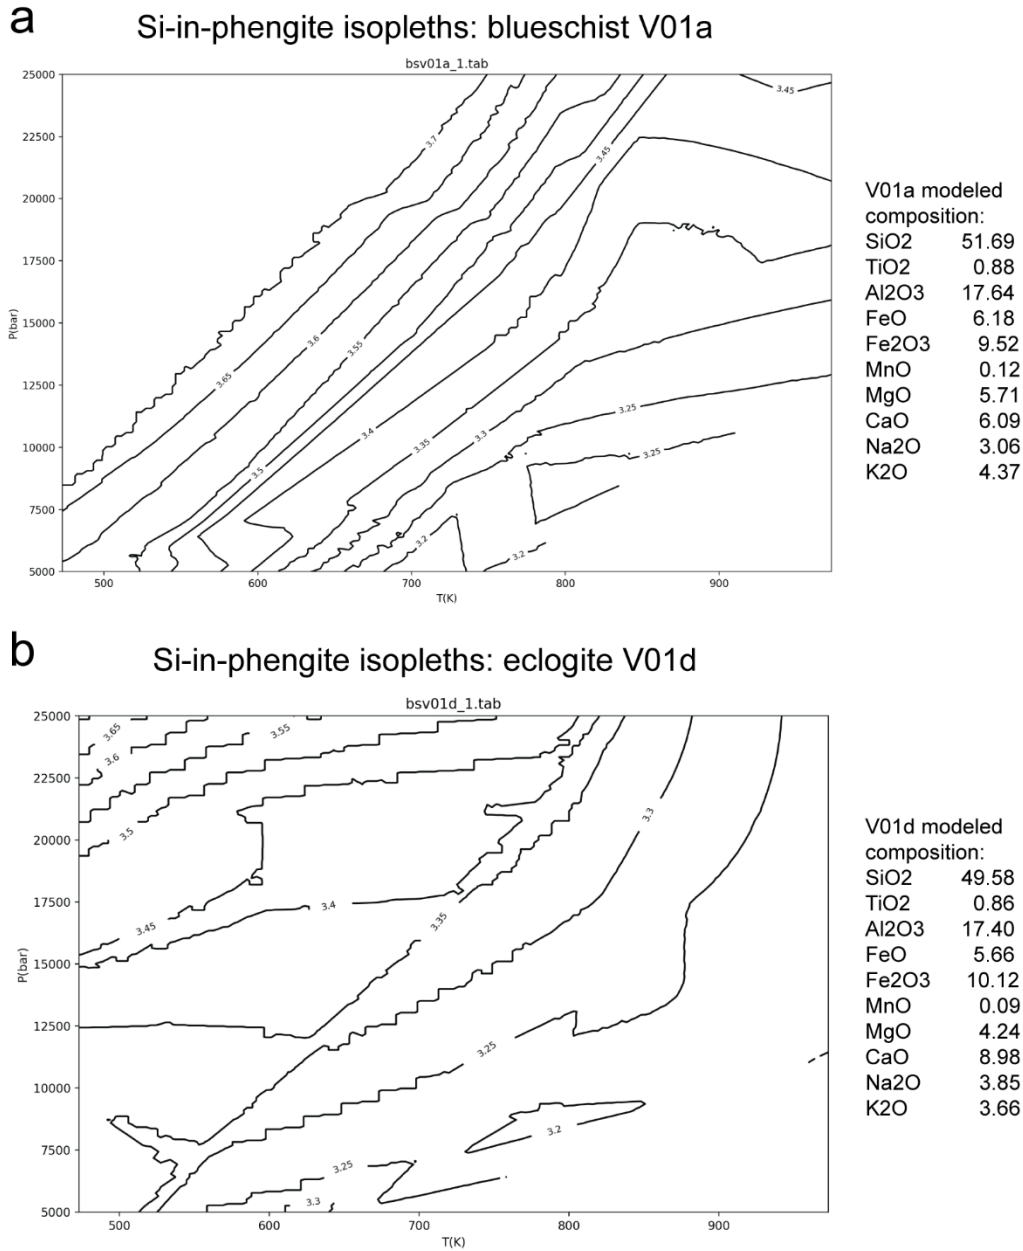 a
Si-in-phengite isopleths: blueschist V01a
bsv01a_1.tab
25000
22500
20000
17500
15000
12500
10000
7500
5000
P(bar)
3.7
3.45
3.45
3.65
3.6
3.55
3.5
3.4
3.35
3.3
3.25
3.25
3.2
3.2
500 600 700 800 900
T(K)
V01a modeled
composition:
SiO2 51.69
TiO2 0.88
Al2O3 17.64
FeO 6.18
Fe2O3 9.52
MnO 0.12
MgO 5.71
CaO 6.09
Na2O 3.06
K2O 4.37
b
Si-in-phengite isopleths: eclogite V01d
bsv01d_1.tab
25000
22500
20000
17500
15000
12500
10000
7500
5000
P(bar)
3.65
3.6
3.55
3.5
3.45
3.4
3.35
3.3
3.25
3.2
3.25
3.3
500 600 700 800 900
T(K)
V01d modeled
composition:
SiO2 49.58
TiO2 0.86
Al2O3 17.40
FeO 5.66
Fe2O3 10.12
MnO 0.09
MgO 4.24
CaO 8.98
Na2O 3.85
K2O 3.66